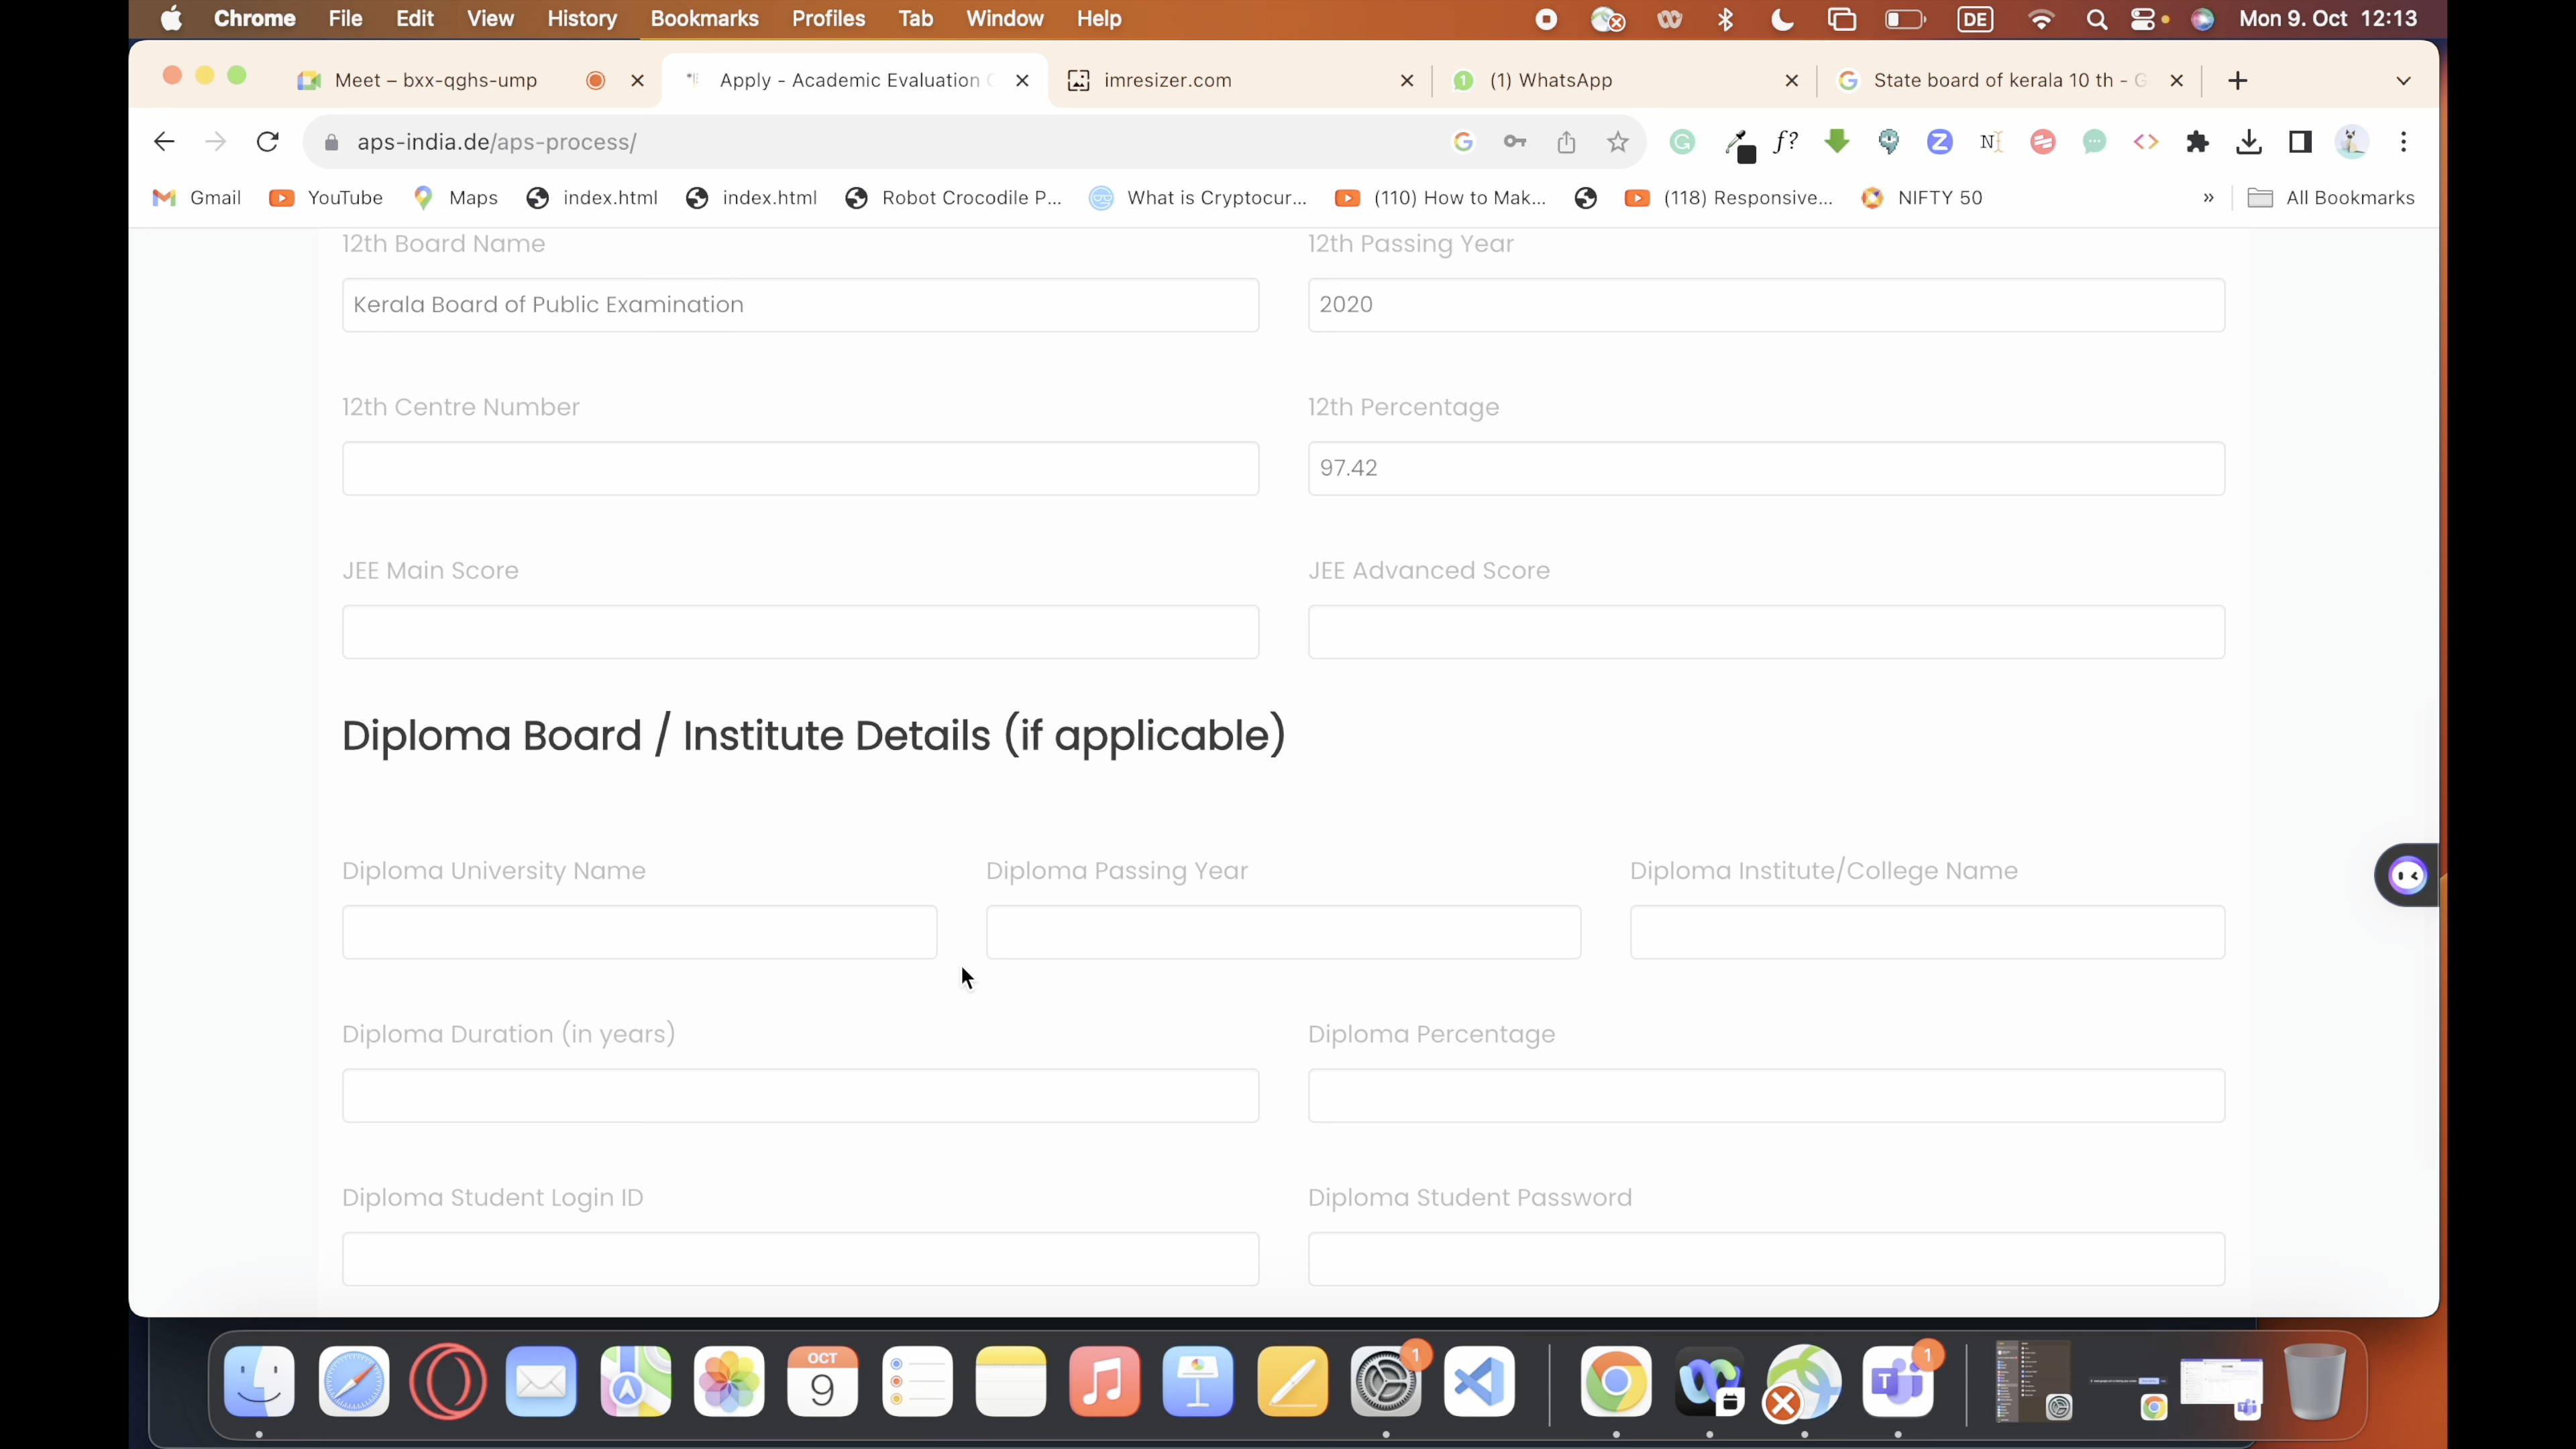 Chrome File Edit View History Bookmarks Profiles Tab Window Help DE Mon 9. Oct 12:13
Meet – bxx-qghs-ump Apply - Academic Evaluation imresizer.com (1) WhatsApp State board of kerala 10 th - G
aps-india.de/aps-process/
Gmail YouTube Maps index.html index.html Robot Crocodile P... What is Cryptocur... (110) How to Mak... (118) Responsive... NIFTY 50 » All Bookmarks
12th Board Name 12th Passing Year
Kerala Board of Public Examination 2020
12th Centre Number 12th Percentage
97.42
JEE Main Score JEE Advanced Score
Diploma Board / Institute Details (if applicable)
Diploma University Name Diploma Passing Year Diploma Institute/College Name
Diploma Duration (in years) Diploma Percentage
Diploma Student Login ID Diploma Student Password
OCT
9
1
1